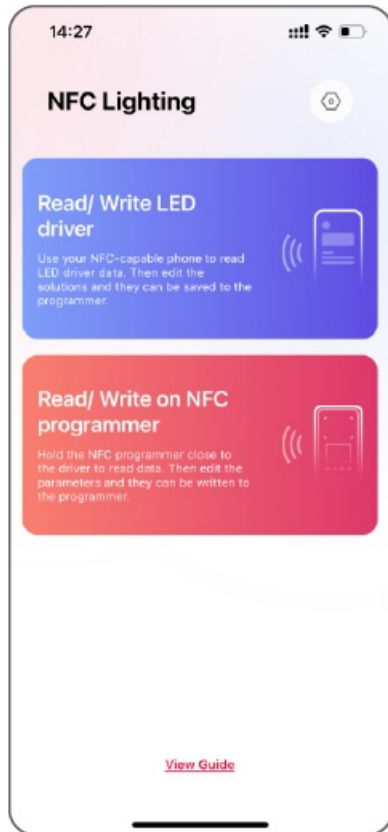 14:27
NFC Lighting
Read/ Write LED
driver
Use your NFC-capable phone to read
LED driver data. Then edit the
solutions and they can be saved to the
programmer.
Read/ Write on NFC
programmer
Hold the NFC programmer close to
the driver to read data. Then edit the
parameters and they can be written to
the programmer.
View Guide